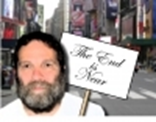 The End
is
Near